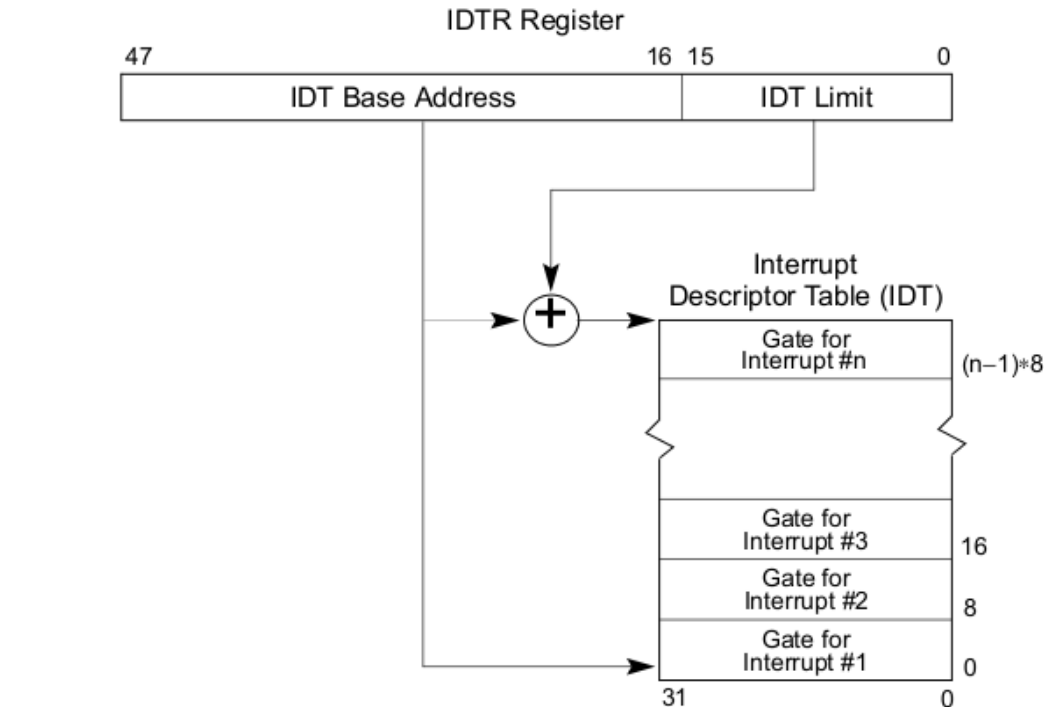 IDTR Register
47 16 15 0
IDT Base Address IDT Limit
+
Interrupt
Descriptor Table (IDT)
Gate for
Interrupt #n
(n−1)∗8
Gate for
Interrupt #3
16
Gate for
Interrupt #2
8
Gate for
Interrupt #1
0
31 0